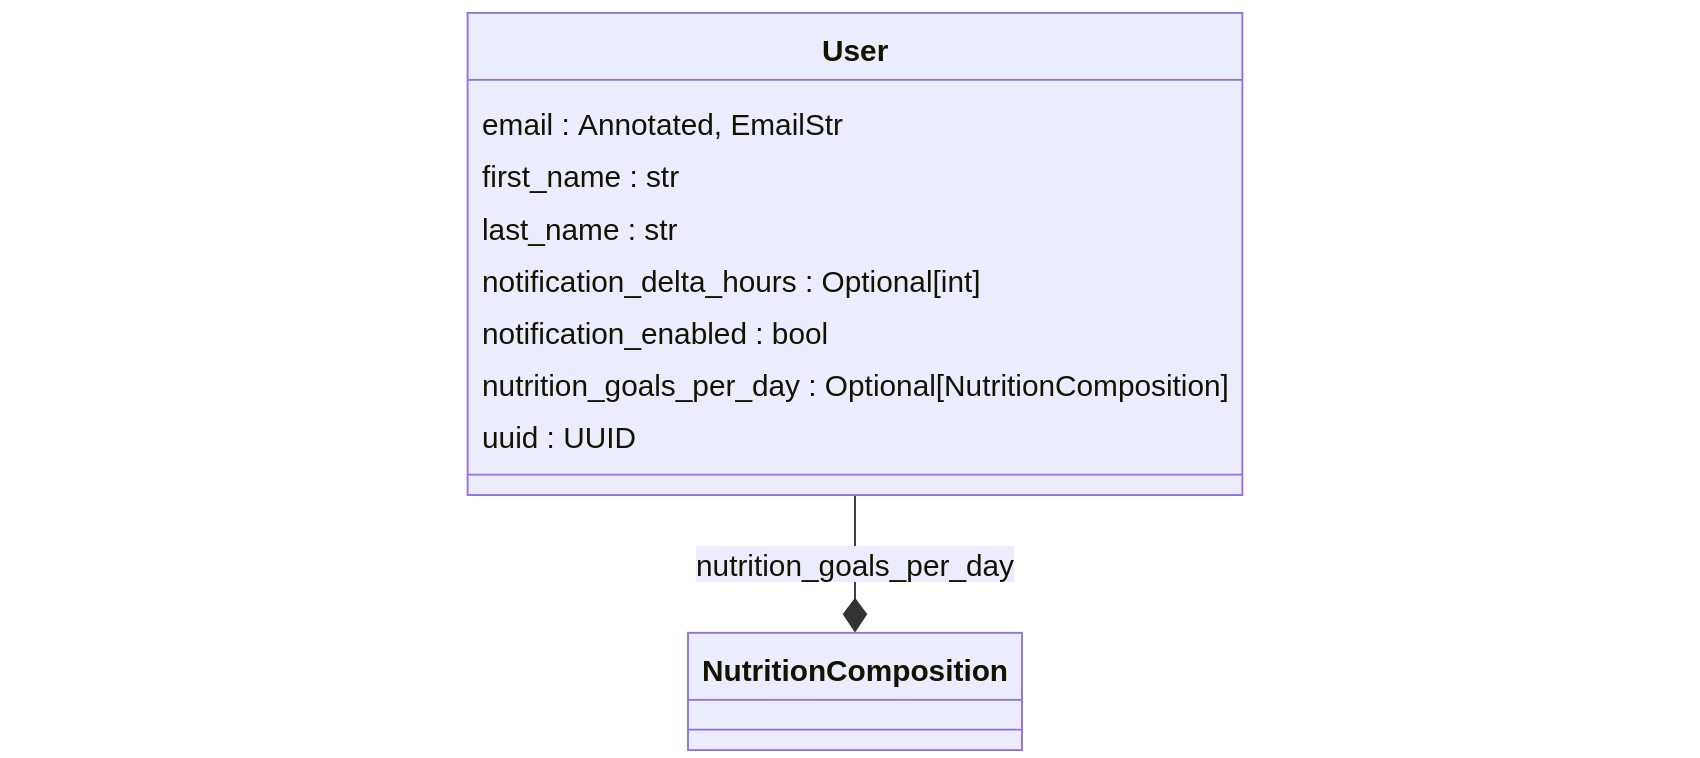 User
email : Annotated, EmailStr
first_name : str
last_name : str
notification_delta_hours : Optional[int]
notification_enabled : bool
nutrition_goals_per_day : Optional[NutritionComposition]
uuid : UUID
nutrition_goals_per_day
NutritionComposition